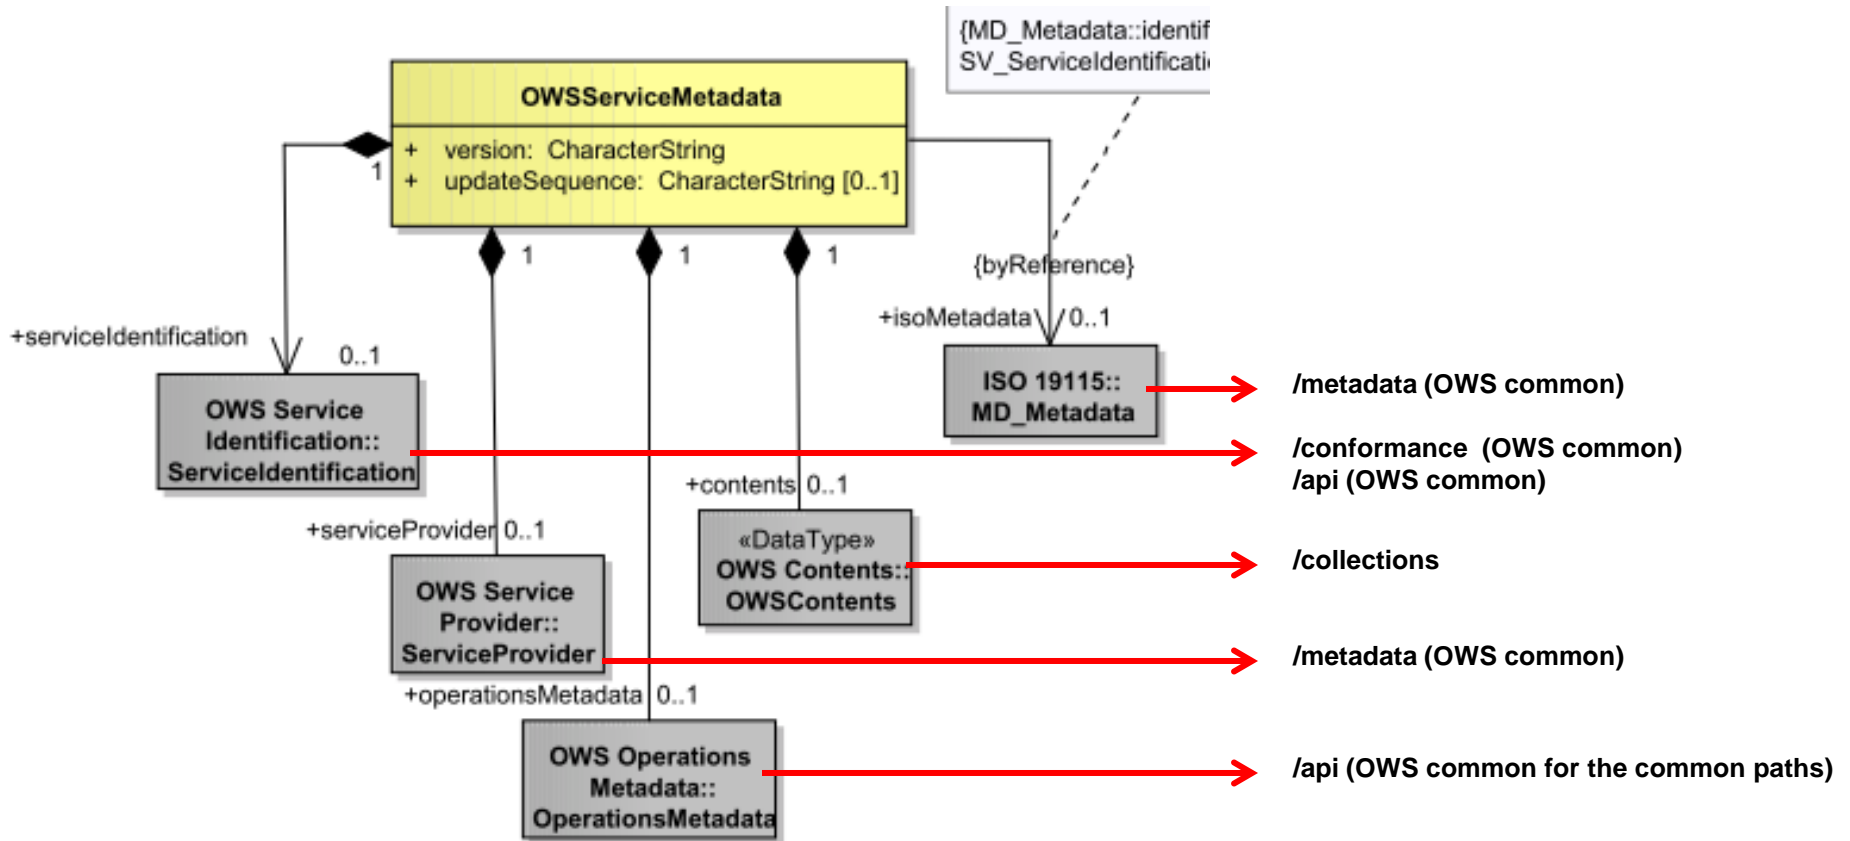 {MD_Metadata::identif
SV_ServiceIdentificati
OWSServiceMetadata
+ version: CharacterString
+ updateSequence: CharacterString [0..1]
1
1
1
1
{byReference}
+isoMetadata 0..1
+serviceIdentification
0..1
ISO 19115::
MD_Metadata
/metadata (OWS common)
OWS Service
Identification::
ServiceIdentification
/conformance (OWS common)
/api (OWS common)
+contents 0..1
+serviceProvider 0..1
«DataType»
OWS Contents::
OWSContents
/collections
OWS Service
Provider::
ServiceProvider
/metadata (OWS common)
+operationsMetadata 0..1
OWS Operations
Metadata::
OperationsMetadata
/api (OWS common for the common paths)